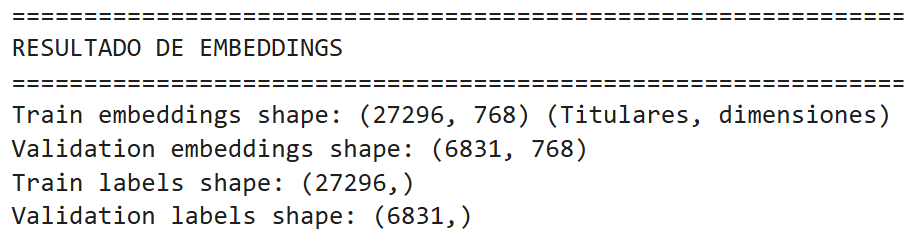 ==============================================================
RESULTADO DE EMBEDDINGS
==============================================================
Train embeddings shape: (27296, 768) (Titulares, dimensiones)
Validation embeddings shape: (6831, 768)
Train labels shape: (27296,)
Validation labels shape: (6831,)